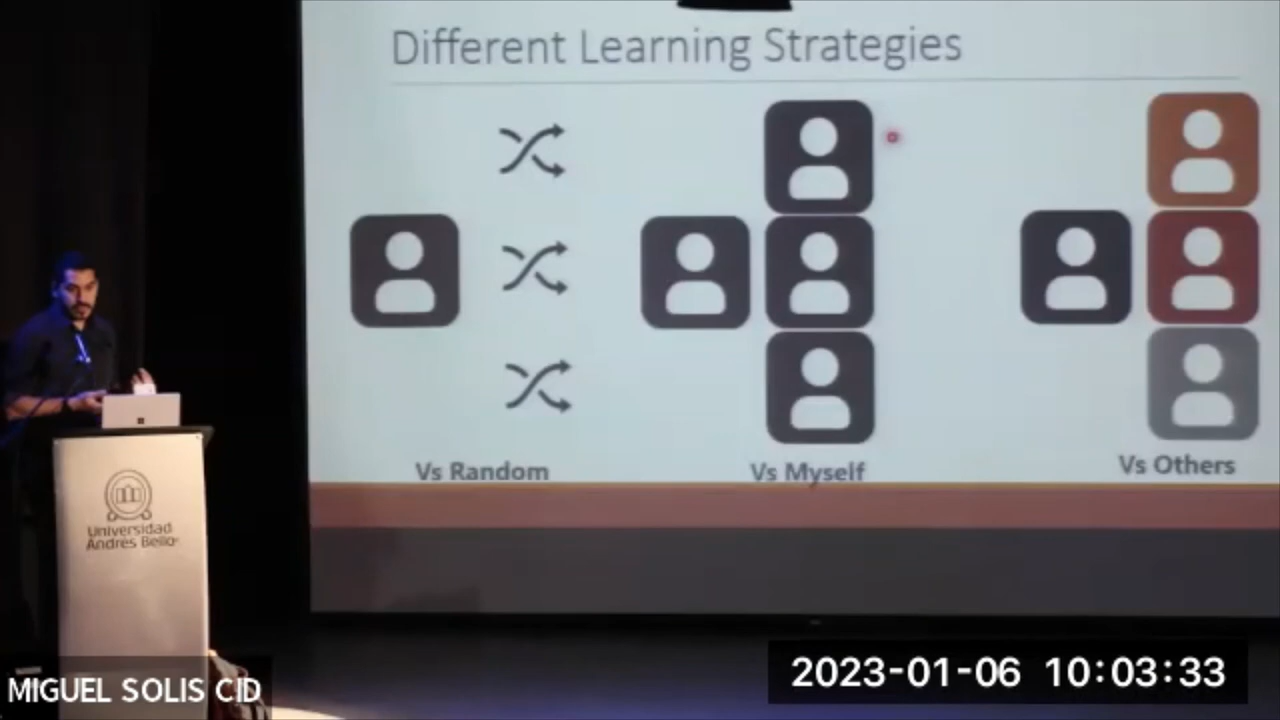 Different Learning Strategies
Vs Random
Vs Myself
Vs Others
Universidad
Andrés Bello
MIGUEL SOLIS CID
2023-01-06 10:03:33